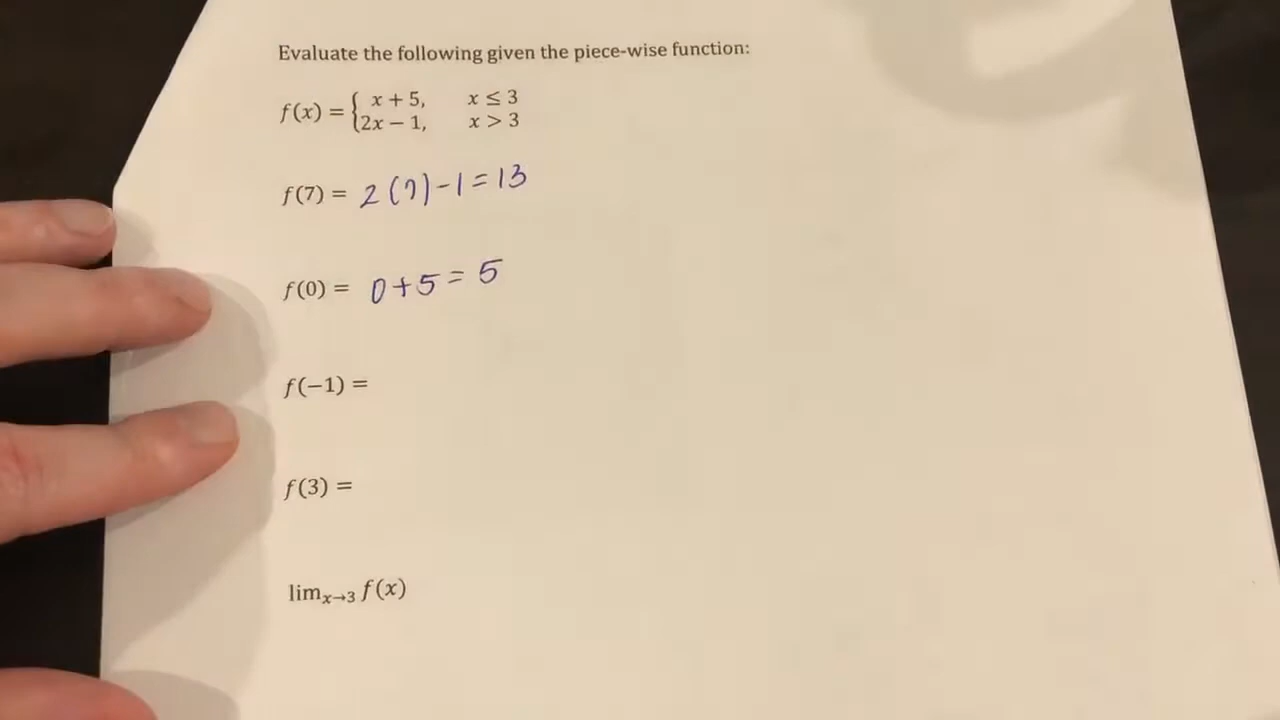 Evaluate the following given the piece-wise function:
f(x) = { x + 5, x ≤ 3
2x − 1, x > 3
f(7) = 2(7)-1=13
f(0) = 0+5=5
f(−1) =
f(3) =
lim x→3 f(x)